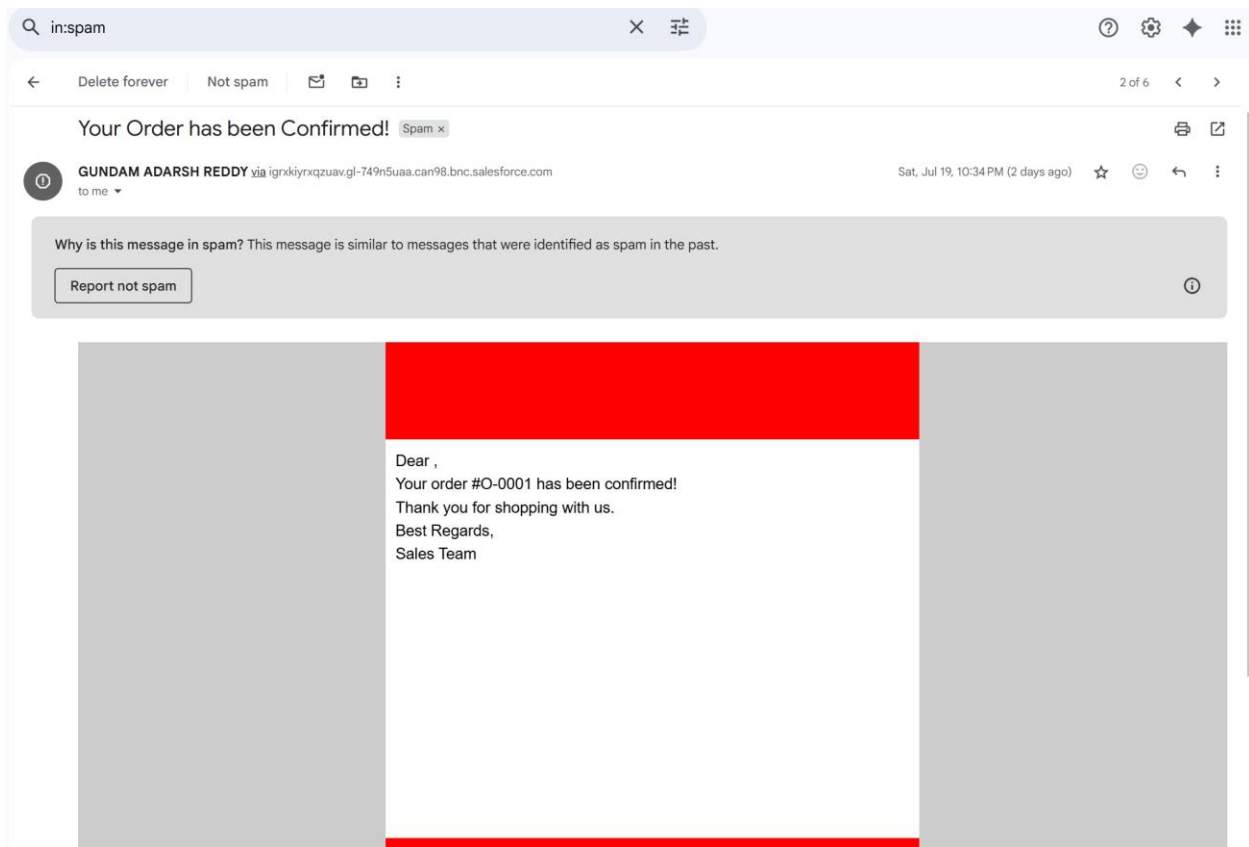 in:spam
Delete forever Not spam 2 of 6
Your Order has been Confirmed! Spam ×
GUNDAM ADARSH REDDY via igrxkiyrxqzuav.gl-749n5uaa.can98.bnc.salesforce.com Sat, Jul 19, 10:34 PM (2 days ago)
to me
Why is this message in spam? This message is similar to messages that were identified as spam in the past.
Report not spam
Dear ,
Your order #O-0001 has been confirmed!
Thank you for shopping with us.
Best Regards,
Sales Team